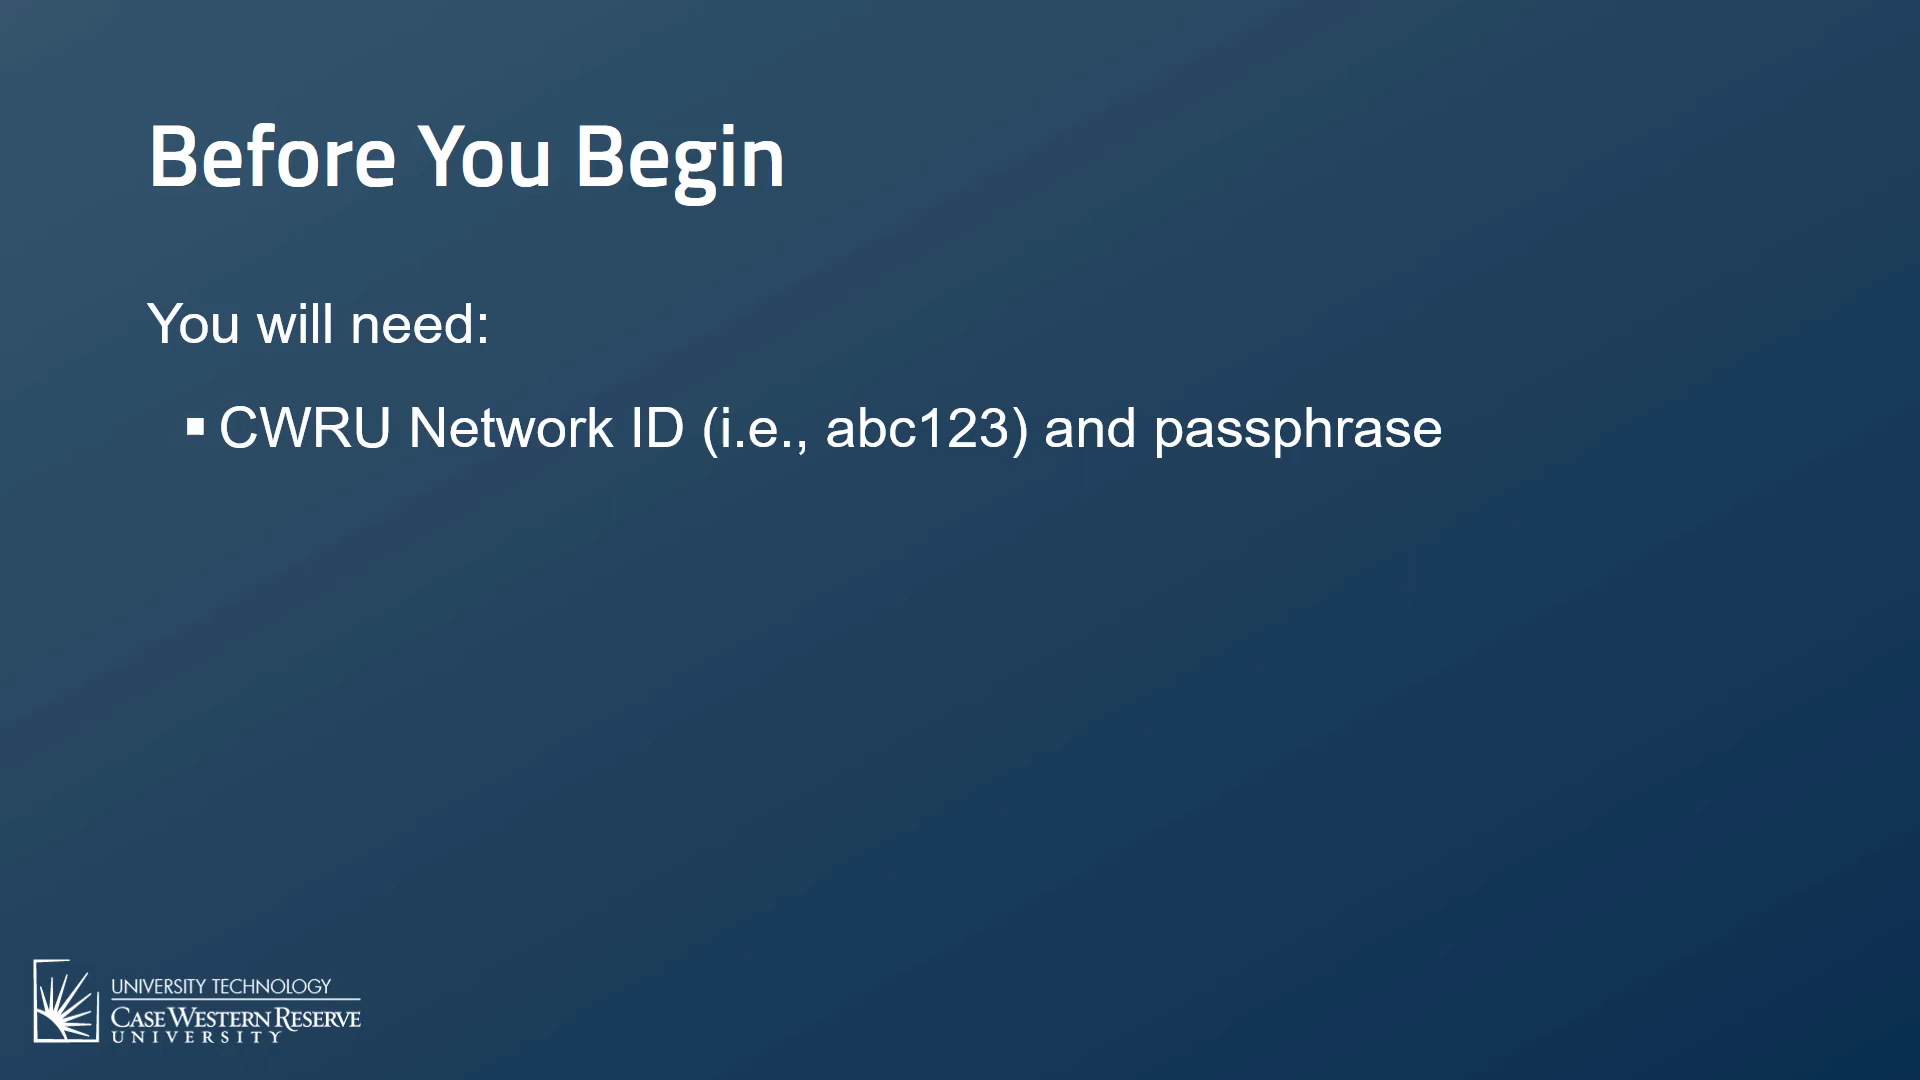 Before You Begin
You will need:
▪ CWRU Network ID (i.e., abc123) and passphrase
UNIVERSITY TECHNOLOGY
CASE WESTERN RESERVE
UNIVERSITY